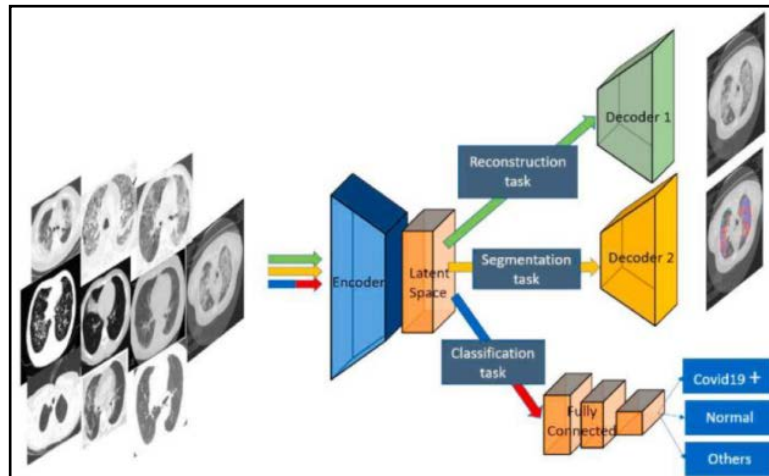 Decoder 1
Reconstruction
task
Encoder
Latent
Space
Segmentation
task
Decoder 2
Classification
task
Fully
Connected
Covid19 +
Normal
Others